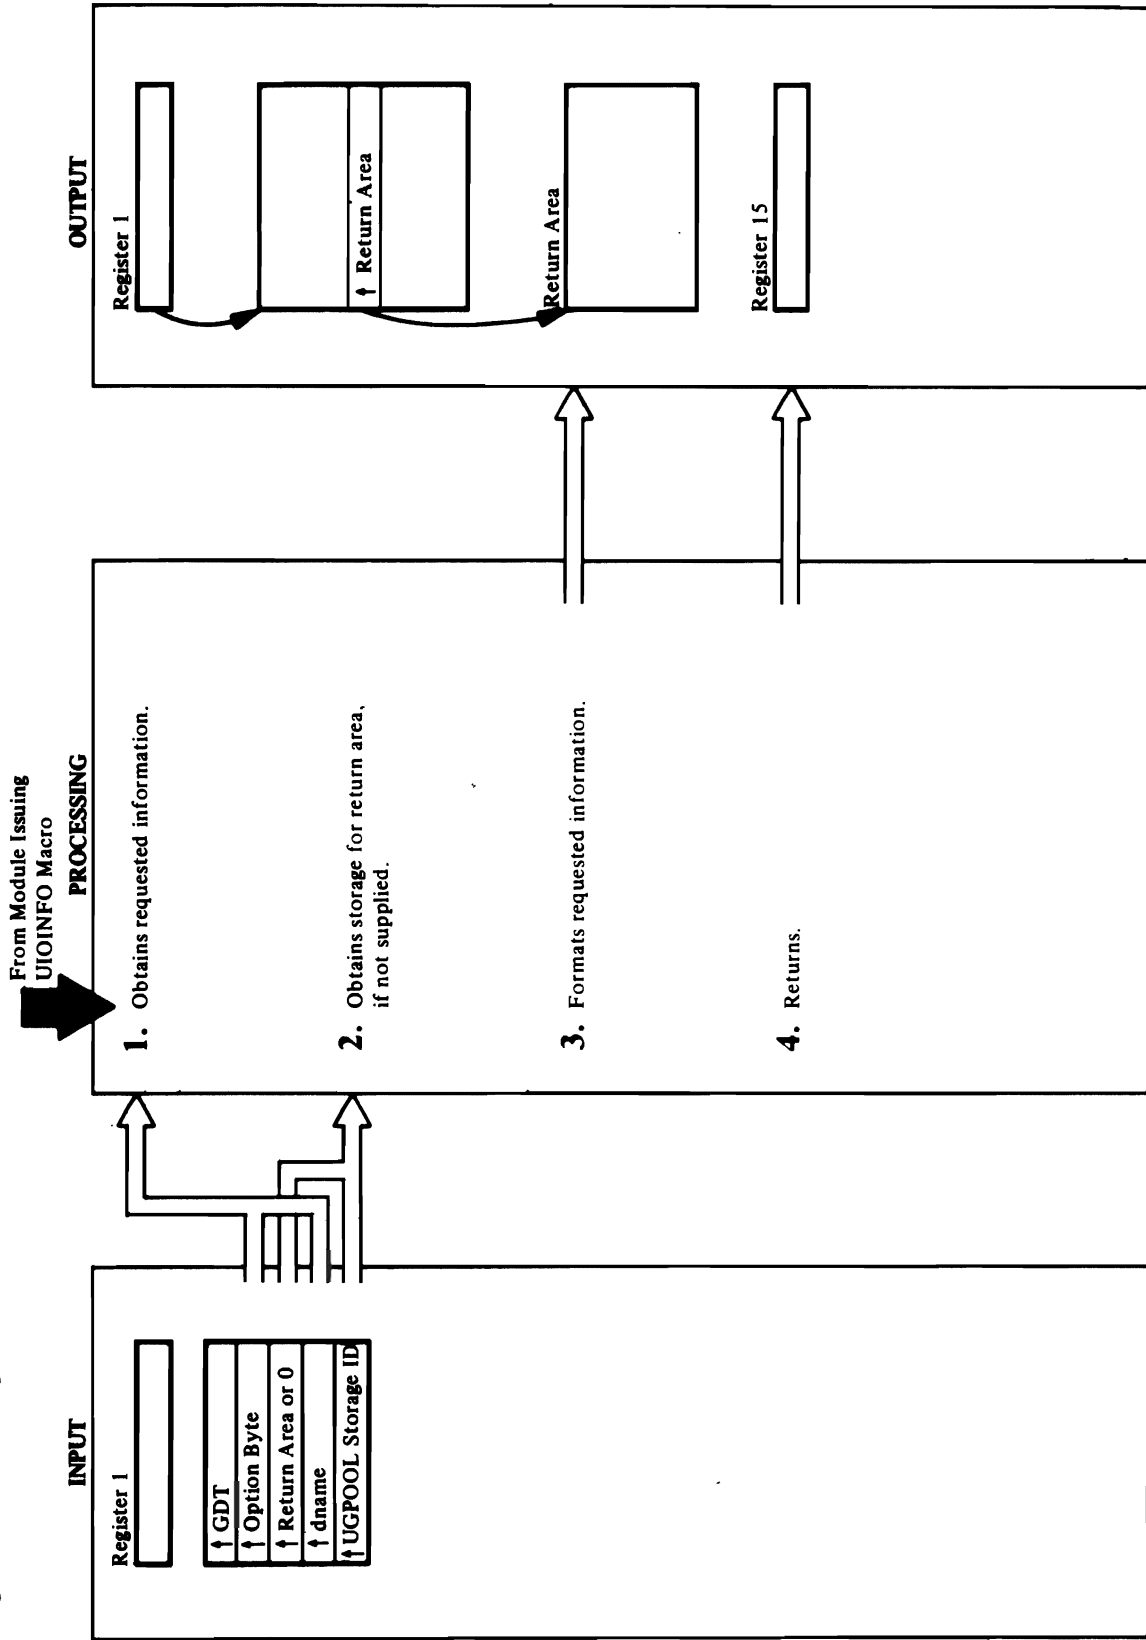 From Module Issuing
UIOINFO Macro
INPUT
Register 1
↑ GDT
↑ Option Byte
↑ Return Area or 0
↑ dname
↑ UGPOOL Storage ID
PROCESSING
1. Obtains requested information.
2. Obtains storage for return area,
if not supplied.
3. Formats requested information.
4. Returns.
OUTPUT
Register 1
↑ Return Area
Return Area
Register 15